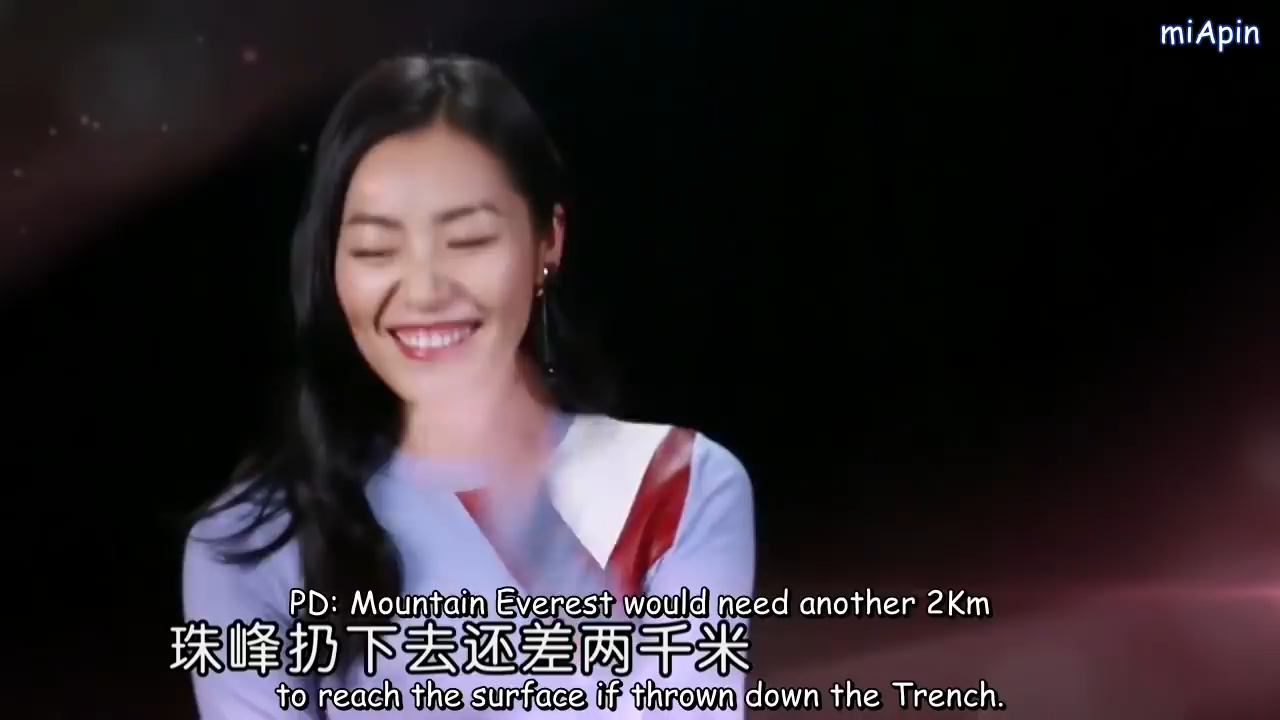 miApin
PD: Mountain Everest would need another 2Km
珠峰扔下去还差两千米
to reach the surface if thrown down the Trench.